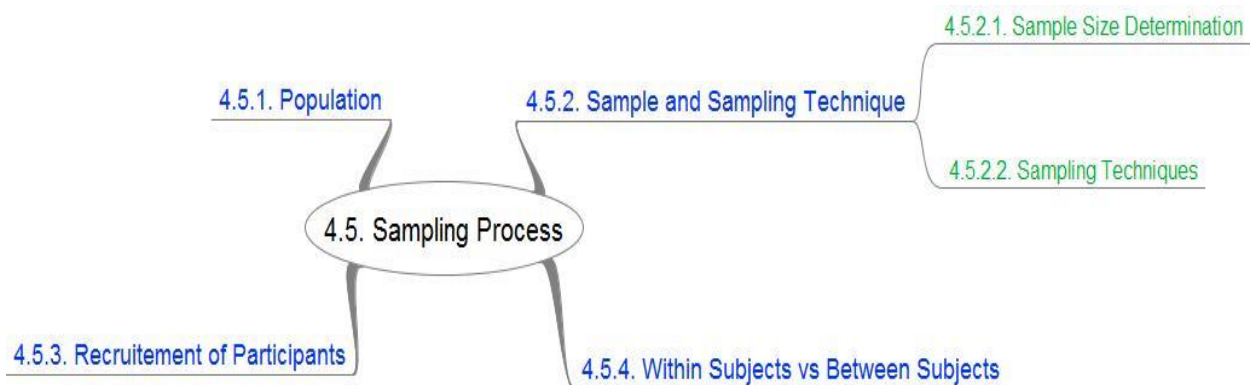 4.5. Sampling Process
4.5.1. Population
4.5.2. Sample and Sampling Technique
4.5.2.1. Sample Size Determination
4.5.2.2. Sampling Techniques
4.5.3. Recruitement of Participants
4.5.4. Within Subjects vs Between Subjects